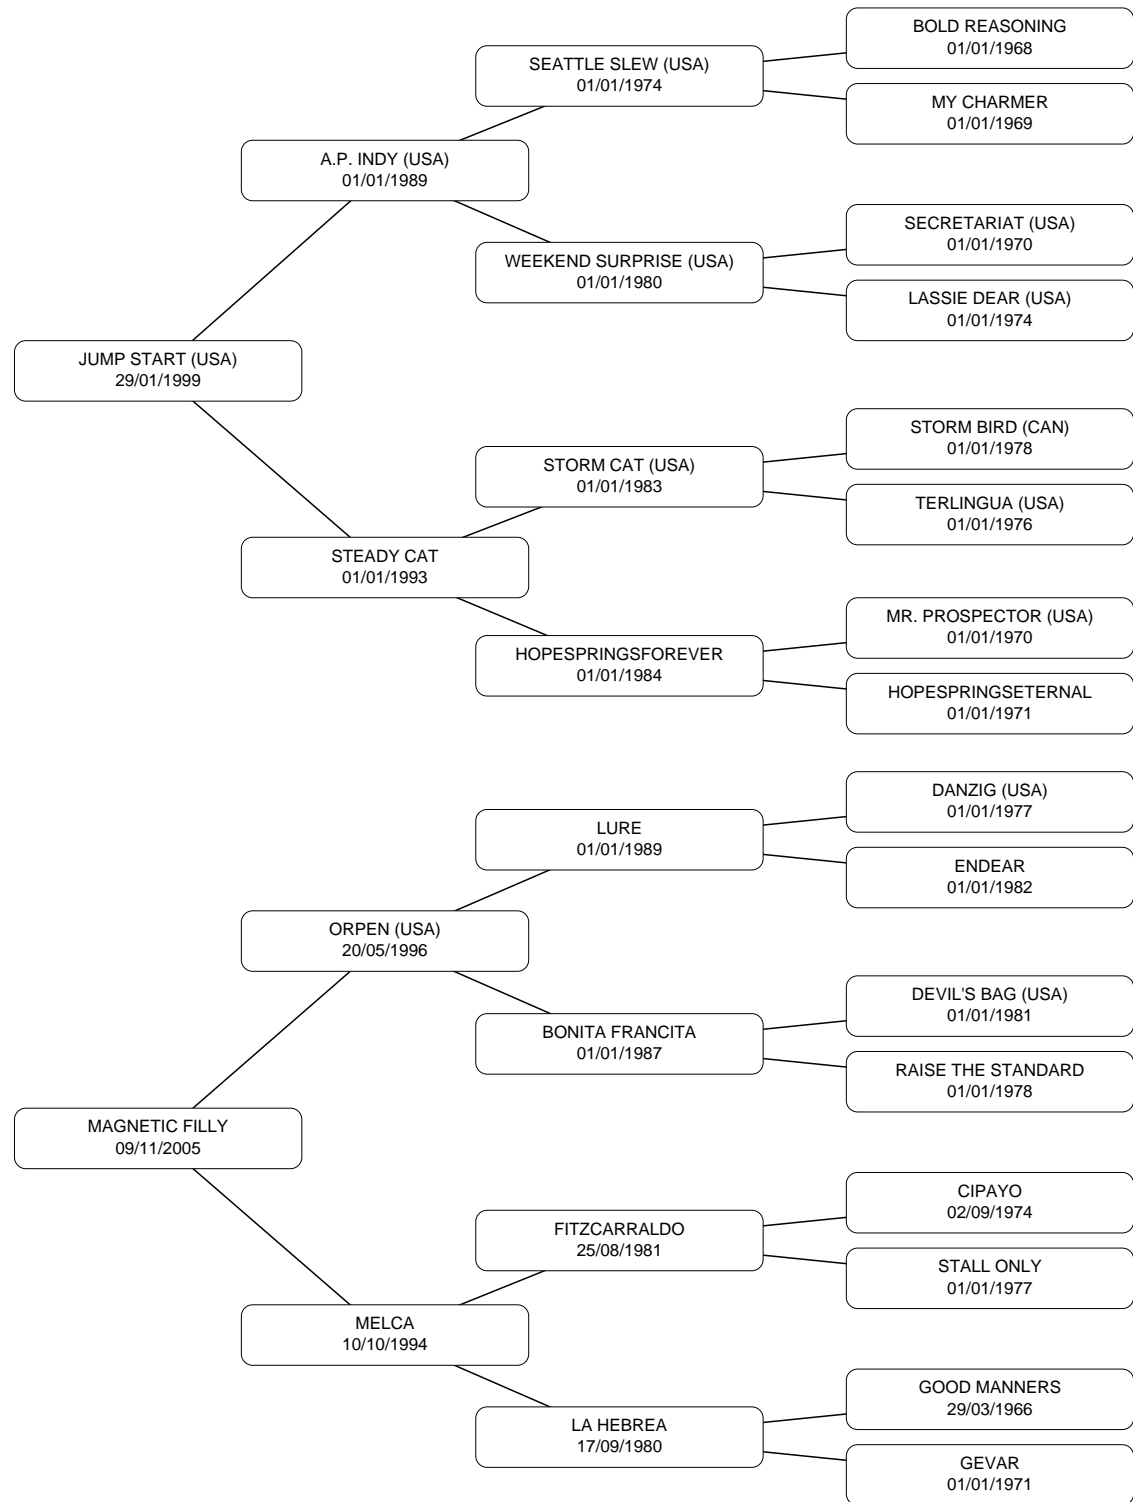 BOLD REASONING
01/01/1968
SEATTLE SLEW (USA)
01/01/1974
MY CHARMER
01/01/1969
A.P. INDY (USA)
01/01/1989
SECRETARIAT (USA)
01/01/1970
WEEKEND SURPRISE (USA)
01/01/1980
LASSIE DEAR (USA)
01/01/1974
JUMP START (USA)
29/01/1999
STORM BIRD (CAN)
01/01/1978
STORM CAT (USA)
01/01/1983
TERLINGUA (USA)
01/01/1976
STEADY CAT
01/01/1993
MR. PROSPECTOR (USA)
01/01/1970
HOPESPRINGSFOREVER
01/01/1984
HOPESPRINGSETERNAL
01/01/1971
DANZIG (USA)
01/01/1977
LURE
01/01/1989
ENDEAR
01/01/1982
ORPEN (USA)
20/05/1996
DEVIL'S BAG (USA)
01/01/1981
BONITA FRANCITA
01/01/1987
RAISE THE STANDARD
01/01/1978
MAGNETIC FILLY
09/11/2005
CIPAYO
02/09/1974
FITZCARRALDO
25/08/1981
STALL ONLY
01/01/1977
MELCA
10/10/1994
GOOD MANNERS
29/03/1966
LA HEBREA
17/09/1980
GEVAR
01/01/1971